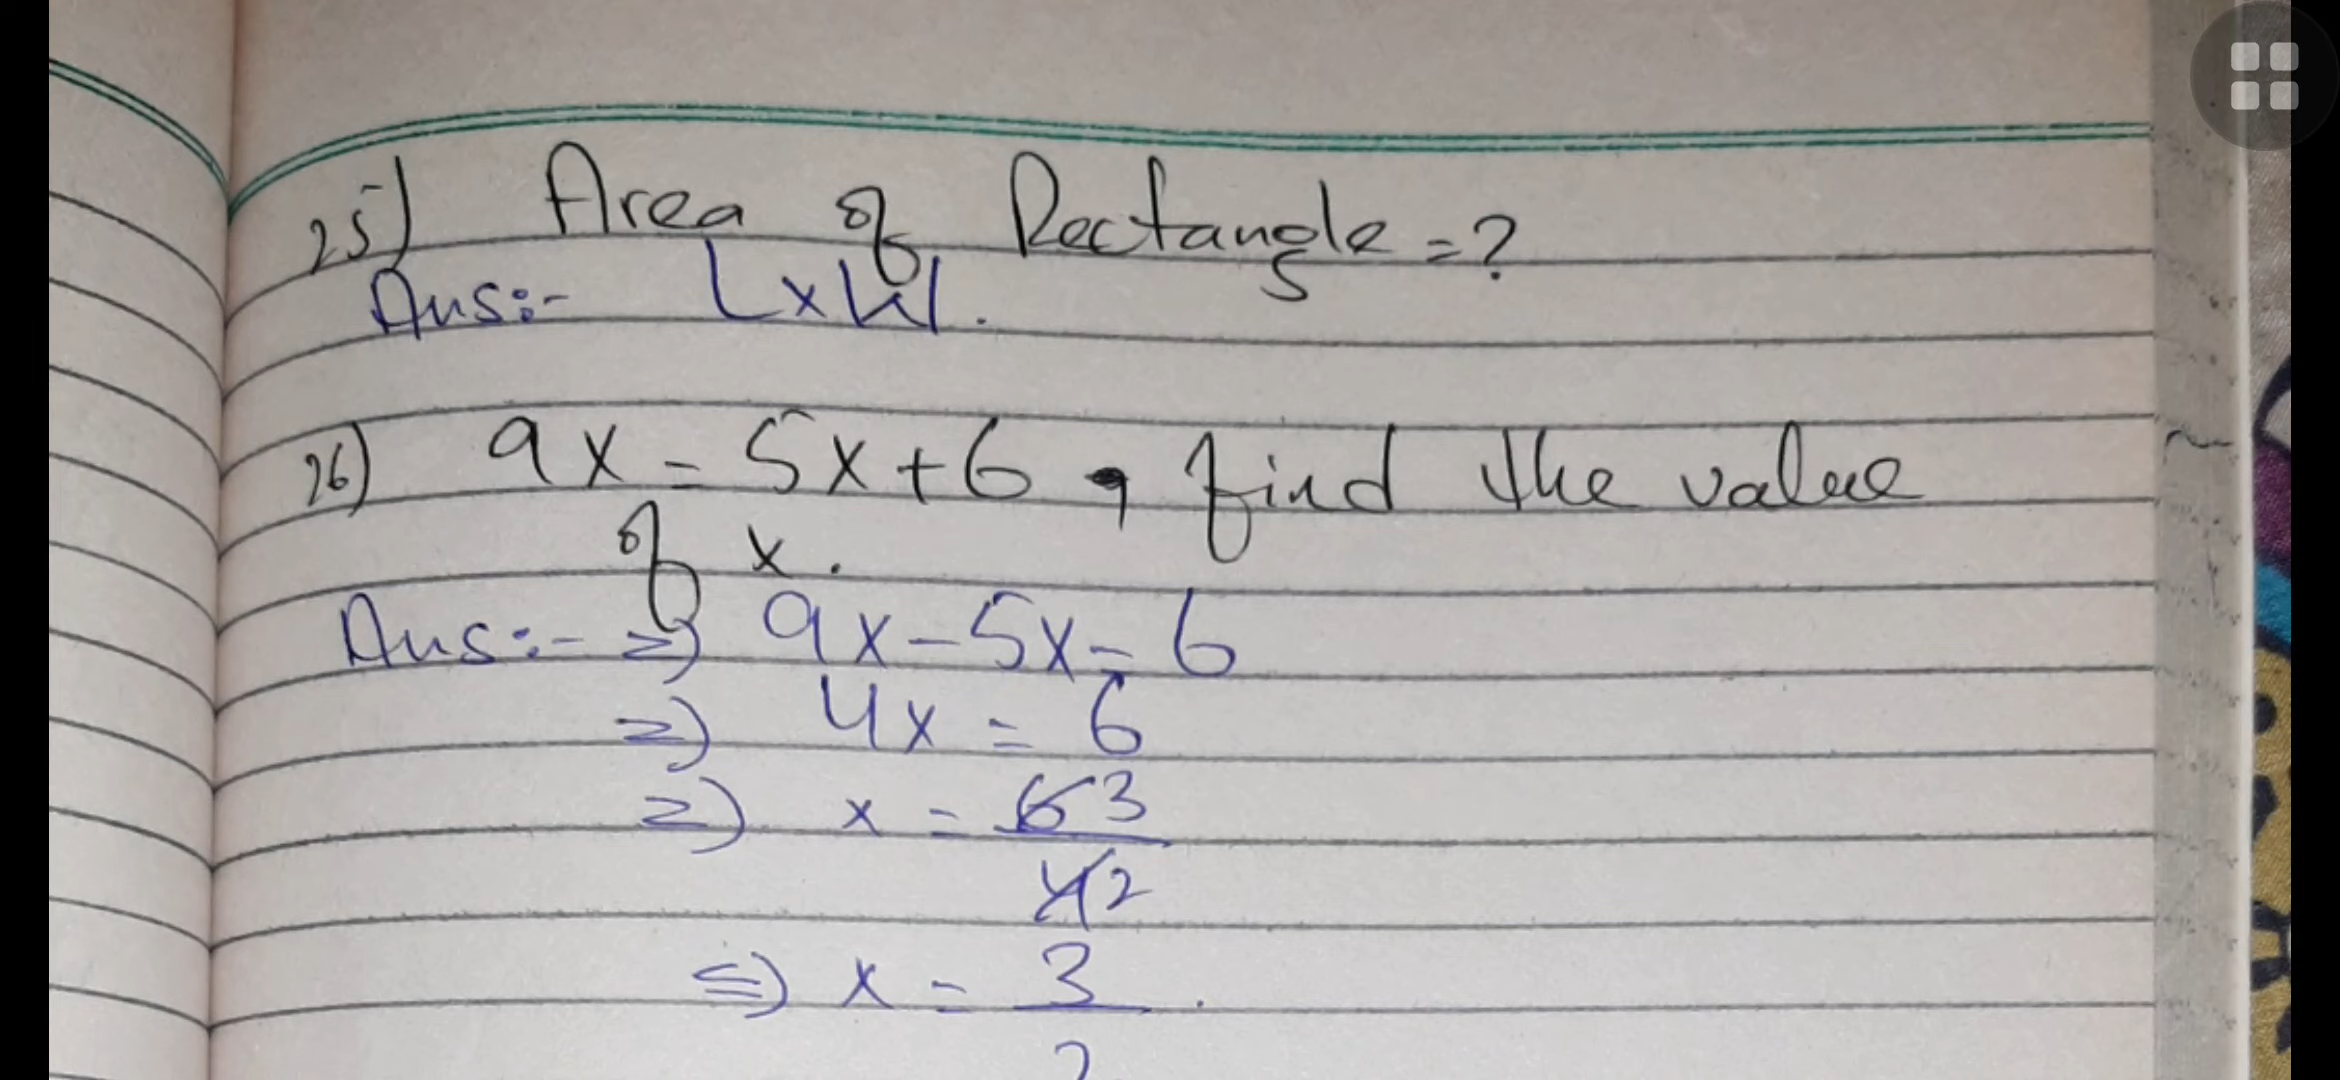 25) Area of Rectangle = ?
Ans:- L x W.
26) 9x = 5x + 6, find the value
of x.
Ans:- => 9x - 5x = 6
=> 4x = 6
=> x = 6 3
4 2
=> x = 3 .
2